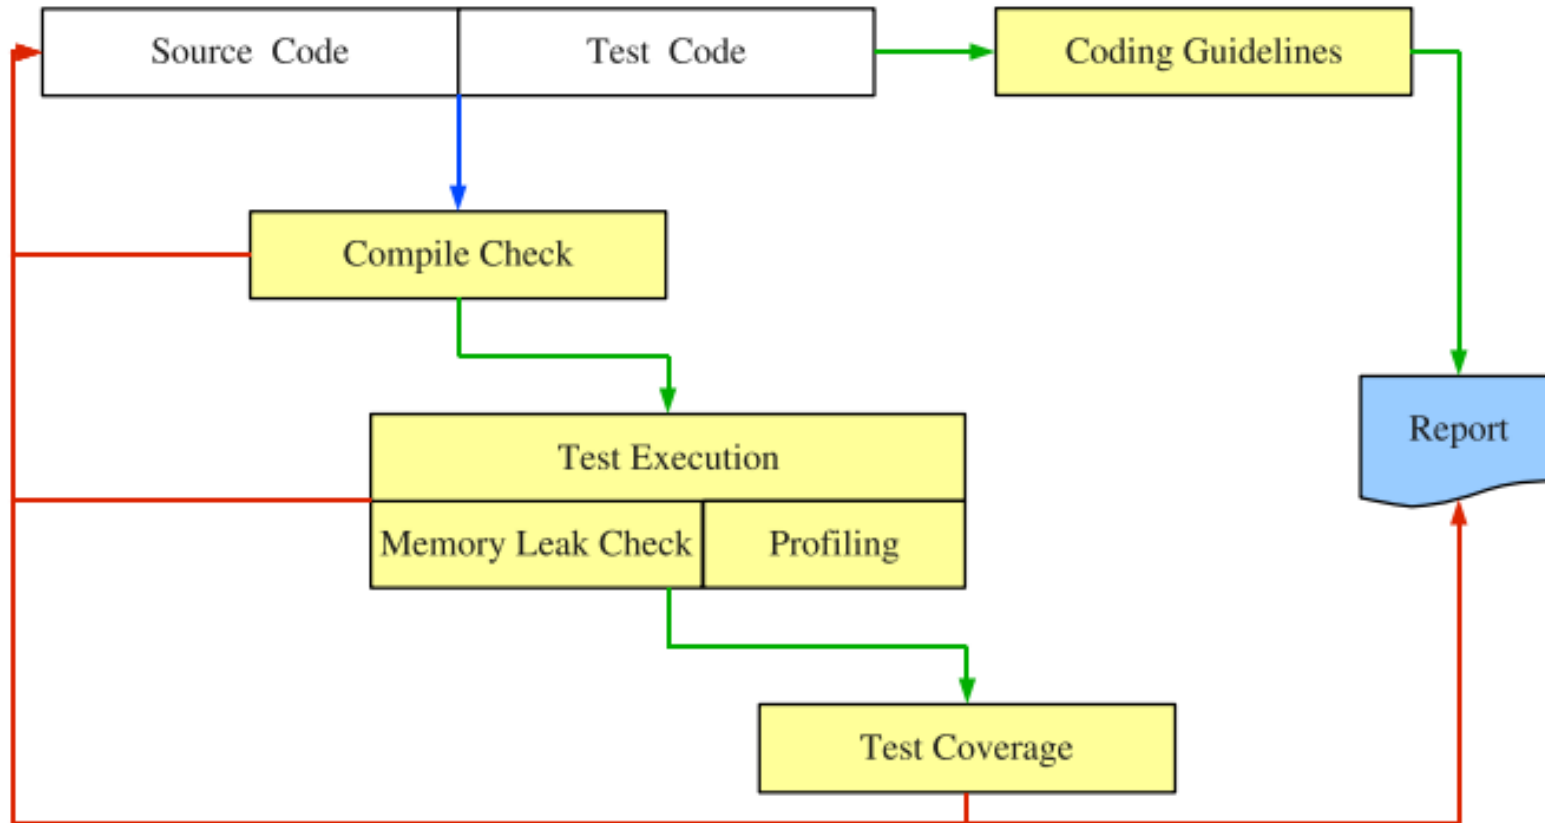 Source Code
Test Code
Coding Guidelines
Compile Check
Report
Test Execution
Memory Leak Check
Profiling
Test Coverage